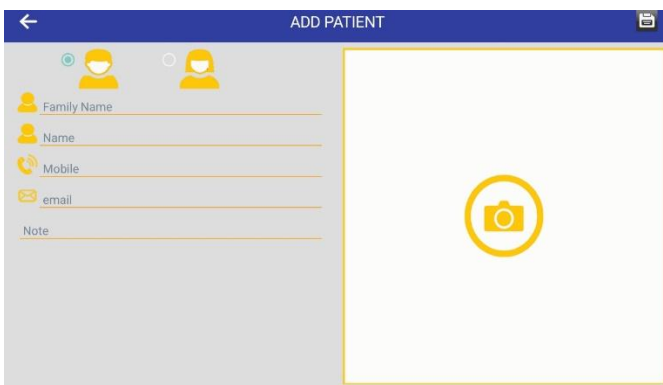 ADD PATIENT
Family Name
Name
Mobile
email
Note